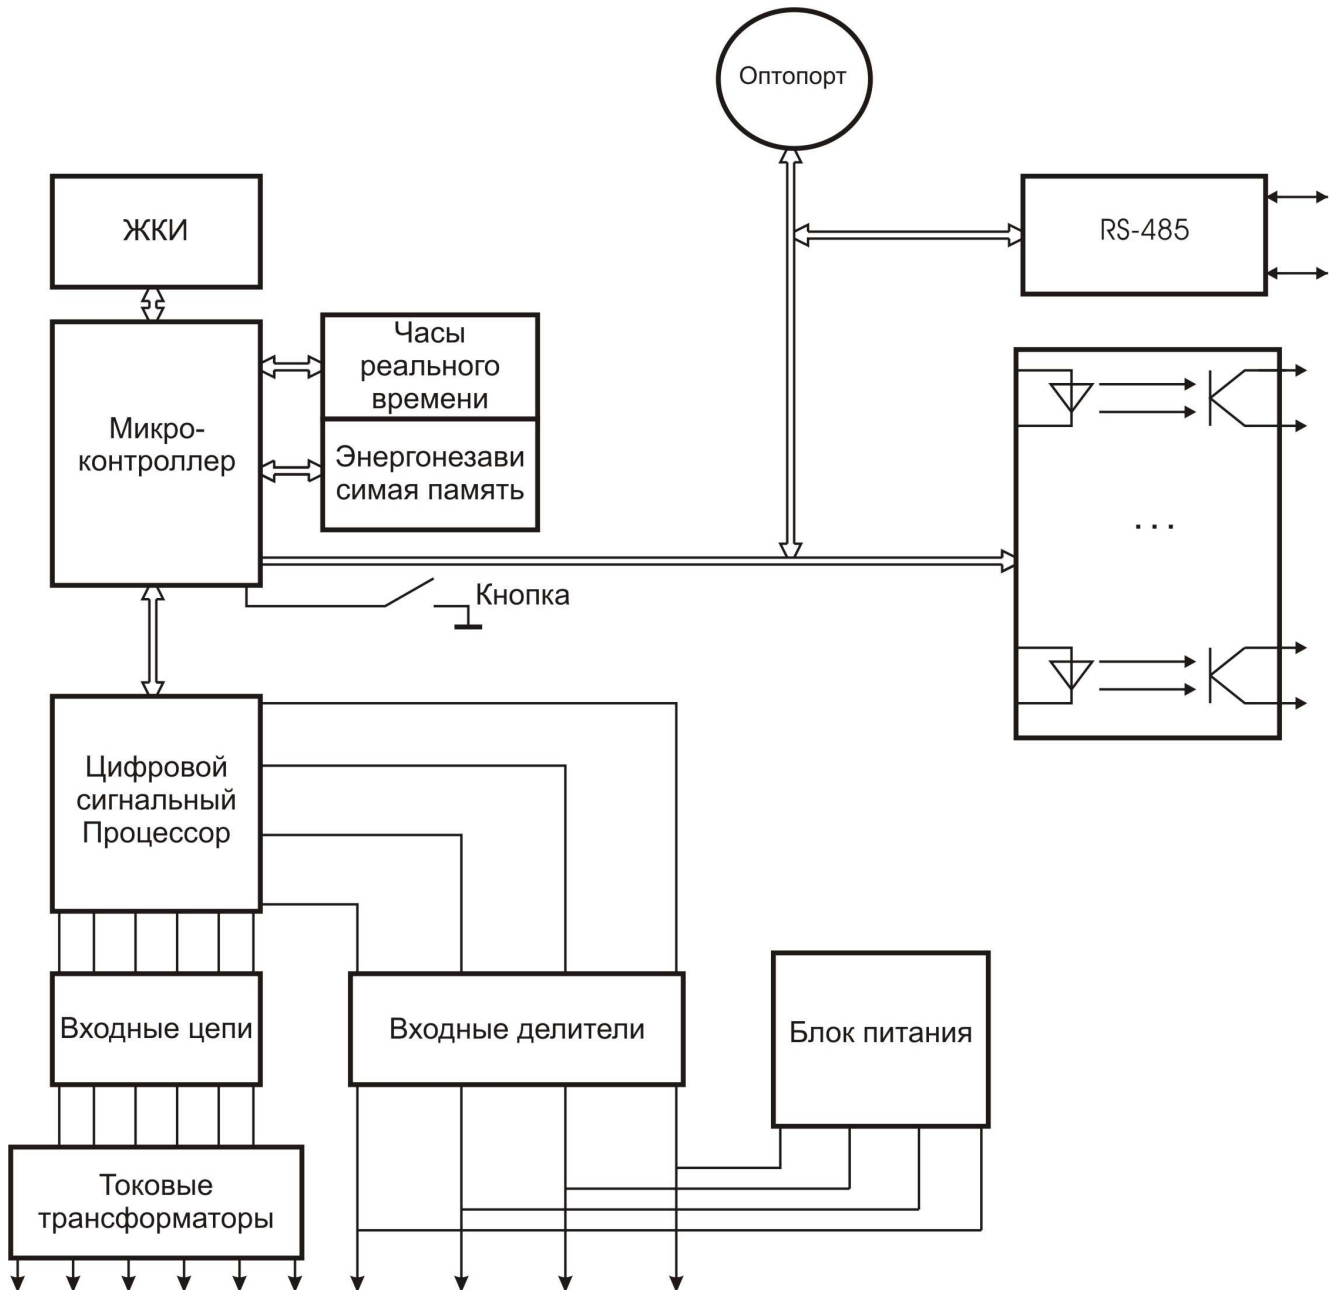 Оптопорт
ЖКИ
RS-485
Часы
реального
времени
Микро-
контроллер
Энергонезави
симая память
...
Кнопка
Цифровой
сигнальный
Процессор
Входные цепи
Входные делители
Блок питания
Токовые
трансформаторы